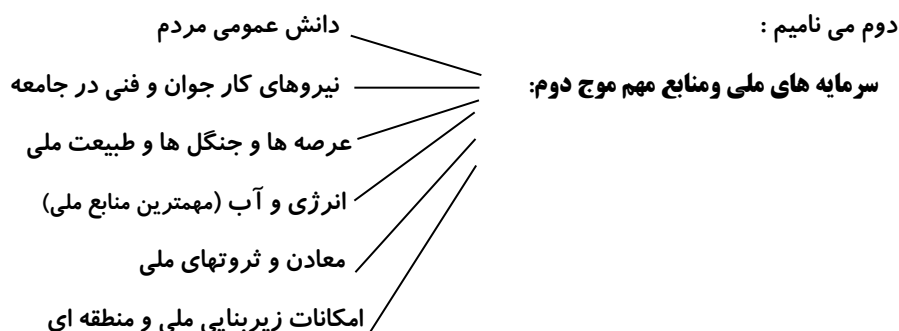 دوم می نامیم :
دانش عمومی مردم
سرمایه های ملی ومنابع مهم موج دوم:
نیروهای کار جوان و فنی در جامعه
عرصه ها و جنگل ها و طبیعت ملی
انرژی و آب (مهمترین منابع ملی)
معادن و ثروتهای ملی
امکانات زیربنایی ملی و منطقه ای